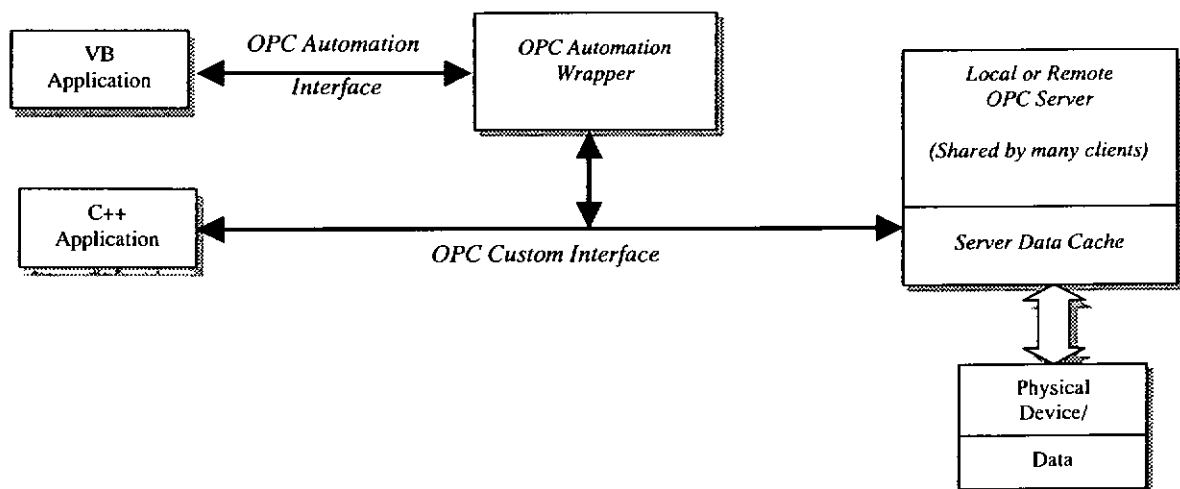 VB
Application
OPC Automation
Interface
OPC Automation
Wrapper
Local or Remote
OPC Server
(Shared by many clients)
C++
Application
OPC Custom Interface
Server Data Cache
Physical
Device/
Data